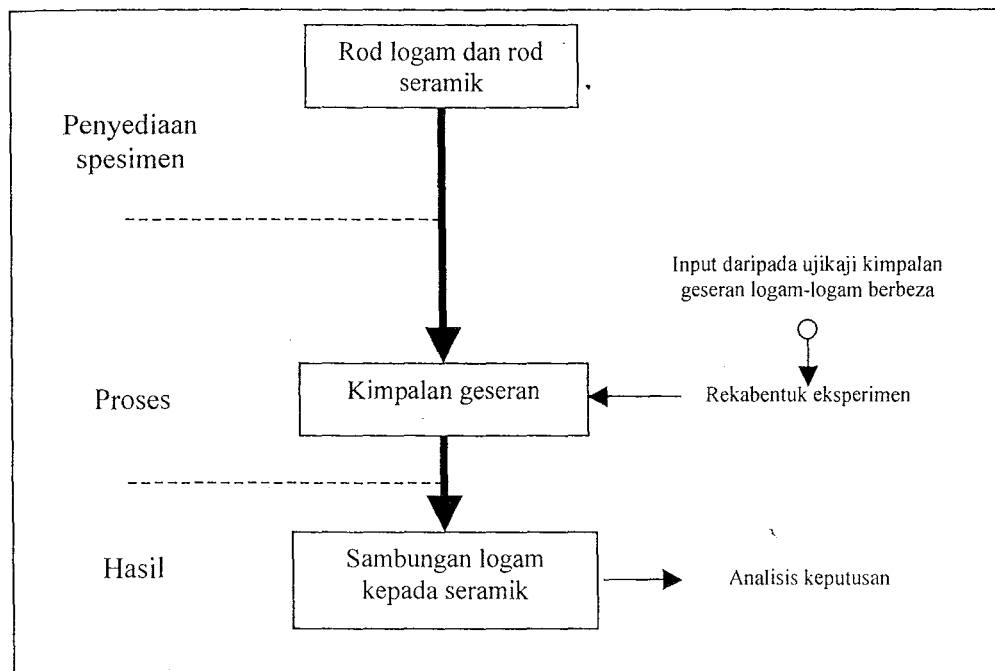 Rod logam dan rod
seramik
Penyediaan
spesimen
Input daripada ujikaji kimpalan
geseran logam-logam berbeza
Proses
Kimpalan geseran
Rekabentuk eksperimen
Hasil
Sambungan logam
kepada seramik
Analisis keputusan